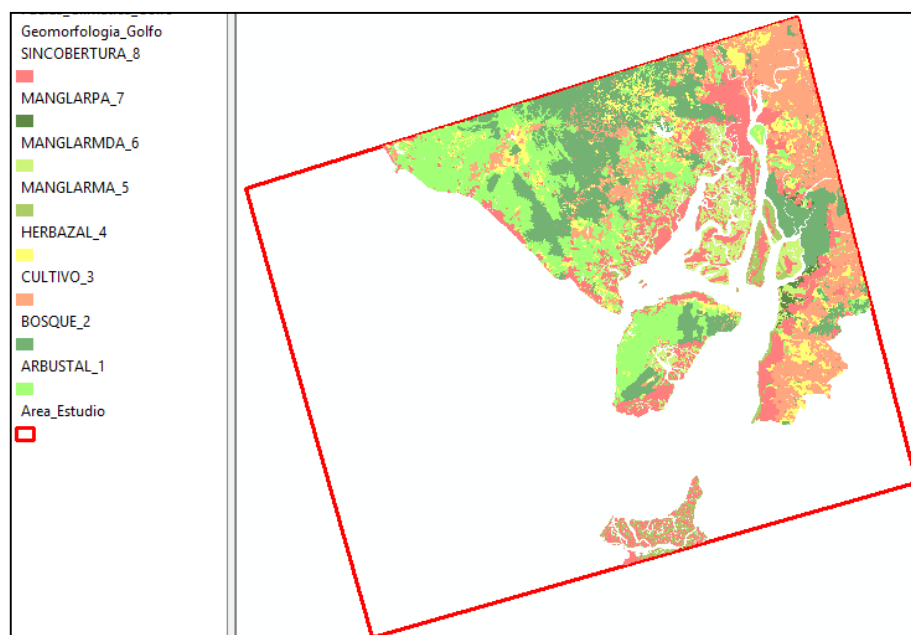 Geomorfologia_Golfo
SINCOBERTURA_8
MANGLARPA_7
MANGLARMDA_6
MANGLARMA_5
HERBAZAL_4
CULTIVO_3
BOSQUE_2
ARBUSTAL_1
Area_Estudio